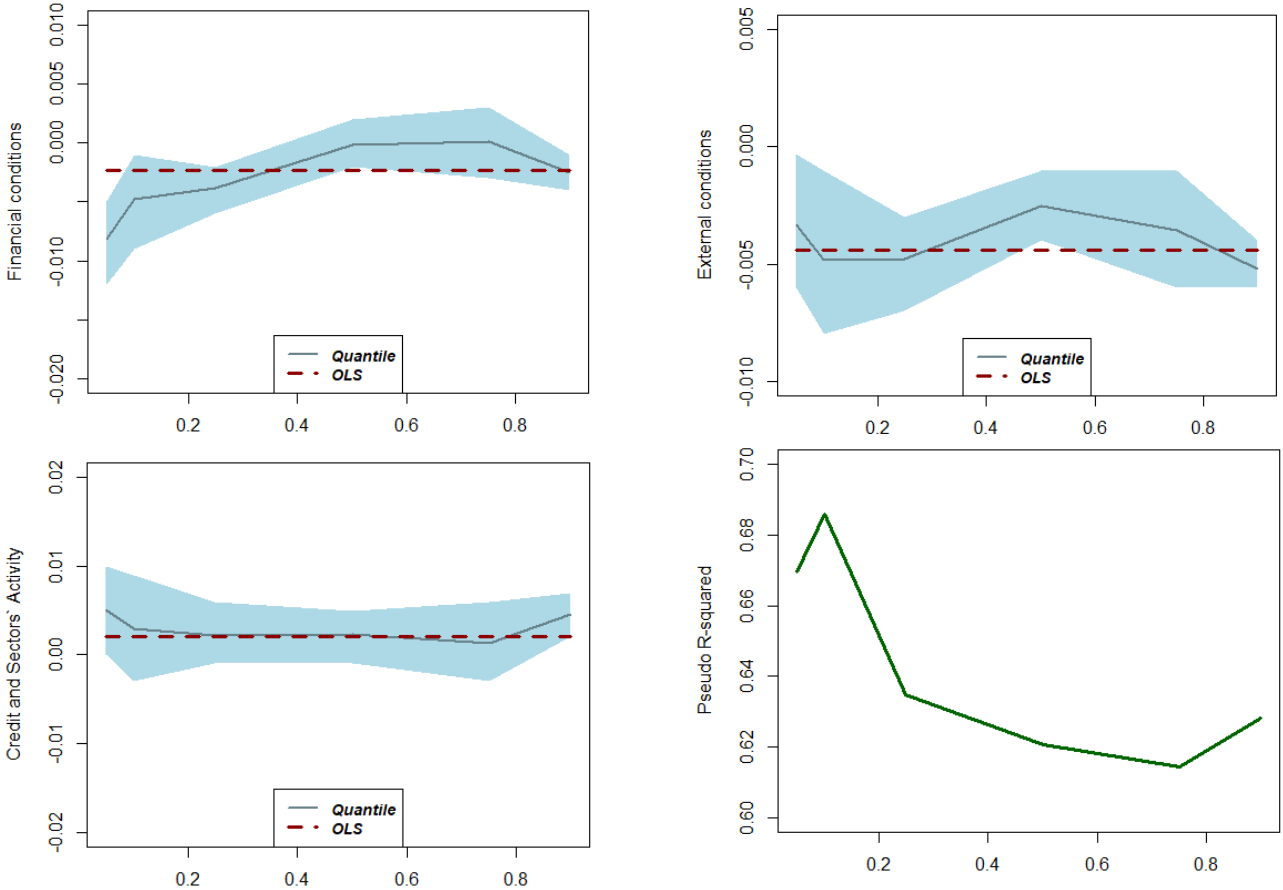 Financial conditions
0.010
0.005
0.000
-0.010
-0.020
Quantile
OLS
0.2 0.4 0.6 0.8
External conditions
0.005
0.000
-0.005
-0.010
Quantile
OLS
0.2 0.4 0.6 0.8
Credit and Sectors` Activity
0.02
0.01
0.00
-0.01
-0.02
Quantile
OLS
0.2 0.4 0.6 0.8
Pseudo R-squared
0.70
0.68
0.66
0.64
0.62
0.60
0.2 0.4 0.6 0.8